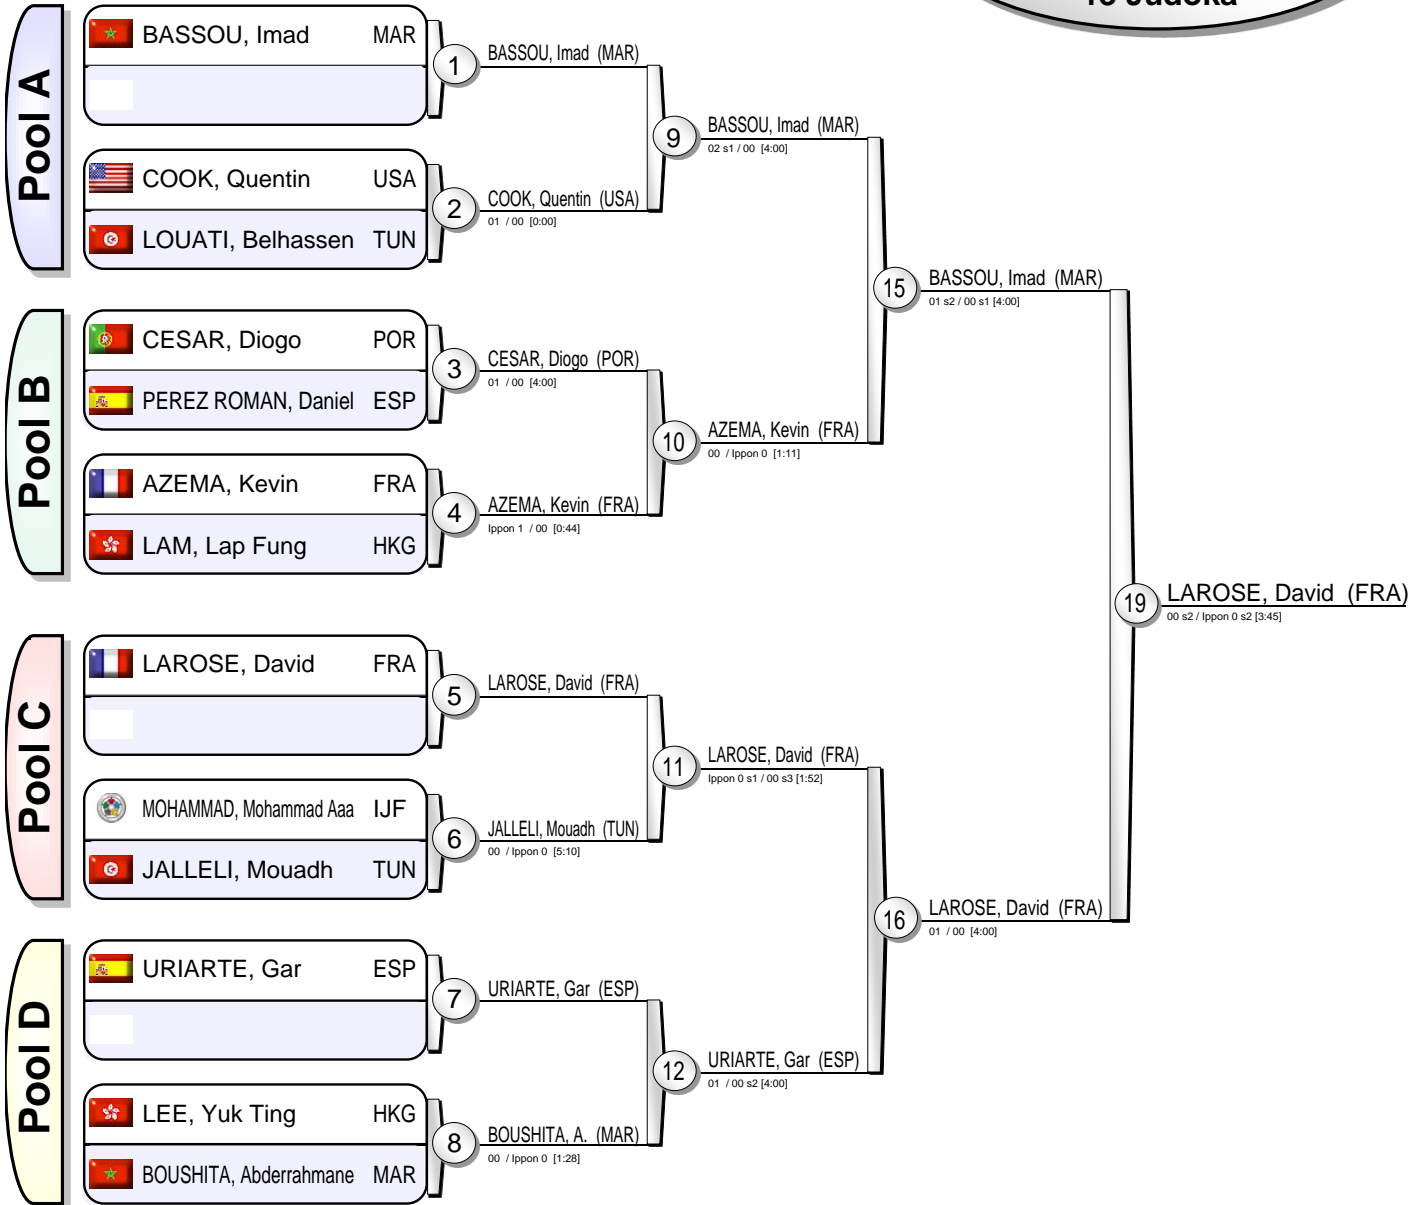 Pool A
BASSOU, Imad MAR
COOK, Quentin USA
LOUATI, Belhassen TUN
Pool B
CESAR, Diogo POR
PEREZ ROMAN, Daniel ESP
AZEMA, Kevin FRA
LAM, Lap Fung HKG
Pool C
LAROSE, David FRA
MOHAMMAD, Mohammad Aaa IJF
JALLELI, Mouadh TUN
Pool D
URIARTE, Gar ESP
LEE, Yuk Ting HKG
BOUSHITA, Abderrahmane MAR
1
BASSOU, Imad (MAR)
2
COOK, Quentin (USA)
01 / 00 [0:00]
3
CESAR, Diogo (POR)
01 / 00 [4:00]
4
AZEMA, Kevin (FRA)
Ippon 1 / 00 [0:44]
5
LAROSE, David (FRA)
6
JALLELI, Mouadh (TUN)
00 / Ippon 0 [5:10]
7
URIARTE, Gar (ESP)
8
BOUSHITA, A. (MAR)
00 / Ippon 0 [1:28]
9
BASSOU, Imad (MAR)
02 s1 / 00 [4:00]
10
AZEMA, Kevin (FRA)
00 / Ippon 0 [1:11]
11
LAROSE, David (FRA)
Ippon 0 s1 / 00 s3 [1:52]
12
URIARTE, Gar (ESP)
01 / 00 s2 [4:00]
15
BASSOU, Imad (MAR)
01 s2 / 00 s1 [4:00]
16
LAROSE, David (FRA)
01 / 00 [4:00]
19
LAROSE, David (FRA)
00 s2 / Ippon 0 s2 [3:45]